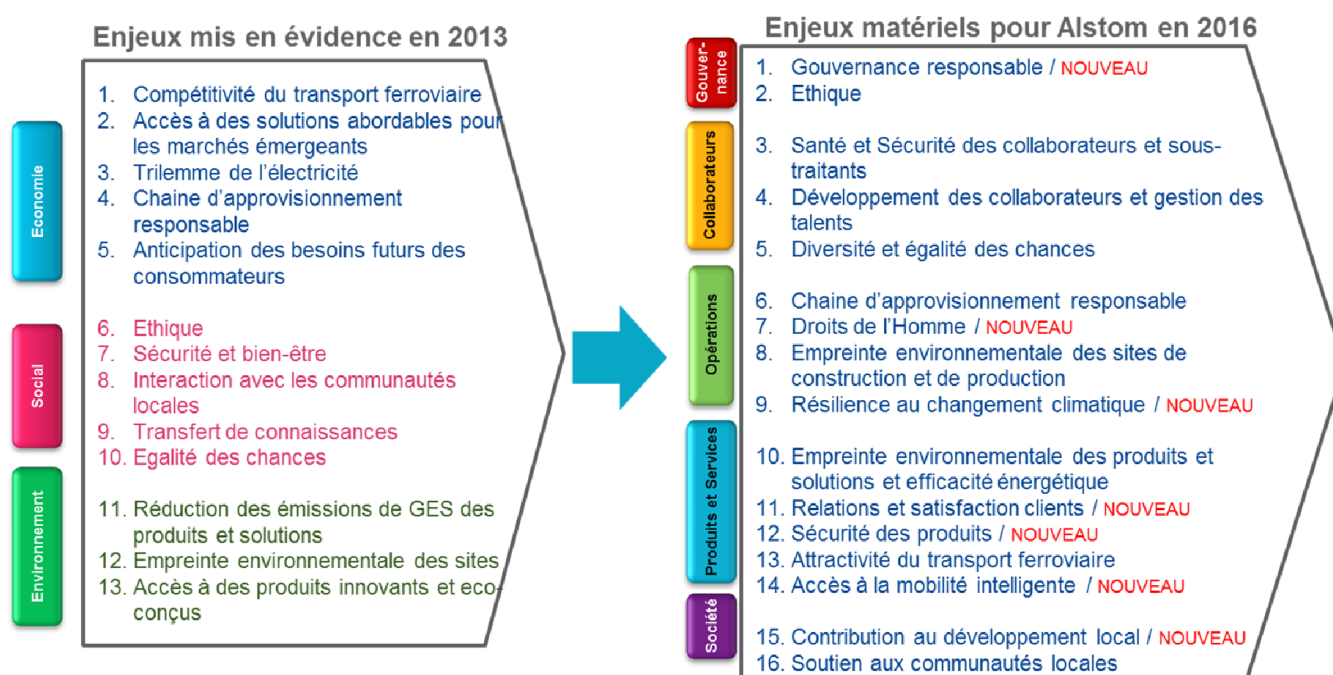 Enjeux mis en évidence en 2013
Economie
1. Compétitivité du transport ferroviaire
2. Accès à des solutions abordables pour
les marchés émergeants
3. Trilemme de l'électricité
4. Chaine d'approvisionnement
responsable
5. Anticipation des besoins futurs des
consommateurs
Social
6. Ethique
7. Sécurité et bien-être
8. Interaction avec les communautés
locales
9. Transfert de connaissances
10. Egalité des chances
Environnement
11. Réduction des émissions de GES des
produits et solutions
12. Empreinte environnementale des sites
13. Accès à des produits innovants et eco-
conçus
Enjeux matériels pour Alstom en 2016
Gouver-
nance
1. Gouvernance responsable / NOUVEAU
2. Ethique
Collaborateurs
3. Santé et Sécurité des collaborateurs et sous-
traitants
4. Développement des collaborateurs et gestion des
talents
5. Diversité et égalité des chances
Opérations
6. Chaine d'approvisionnement responsable
7. Droits de l'Homme / NOUVEAU
8. Empreinte environnementale des sites de
construction et de production
9. Résilience au changement climatique / NOUVEAU
Produits et Services
10. Empreinte environnementale des produits et
solutions et efficacité énergétique
11. Relations et satisfaction clients / NOUVEAU
12. Sécurité des produits / NOUVEAU
13. Attractivité du transport ferroviaire
14. Accès à la mobilité intelligente / NOUVEAU
Société
15. Contribution au développement local / NOUVEAU
16. Soutien aux communautés locales